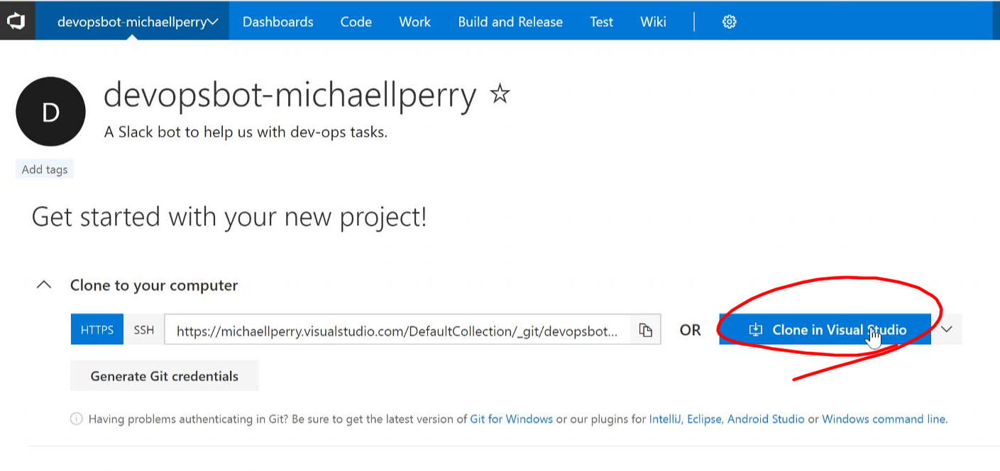 devopsbot-michaellperry Dashboards Code Work Build and Release Test Wiki
D
devopsbot-michaellperry
A Slack bot to help us with dev-ops tasks.
Add tags
Get started with your new project!
Clone to your computer
HTTPS SSH https://michaellperry.visualstudio.com/DefaultCollection/_git/devopsbot... OR Clone in Visual Studio
Generate Git credentials
Having problems authenticating in Git? Be sure to get the latest version of Git for Windows or our plugins for IntelliJ, Eclipse, Android Studio or Windows command line.